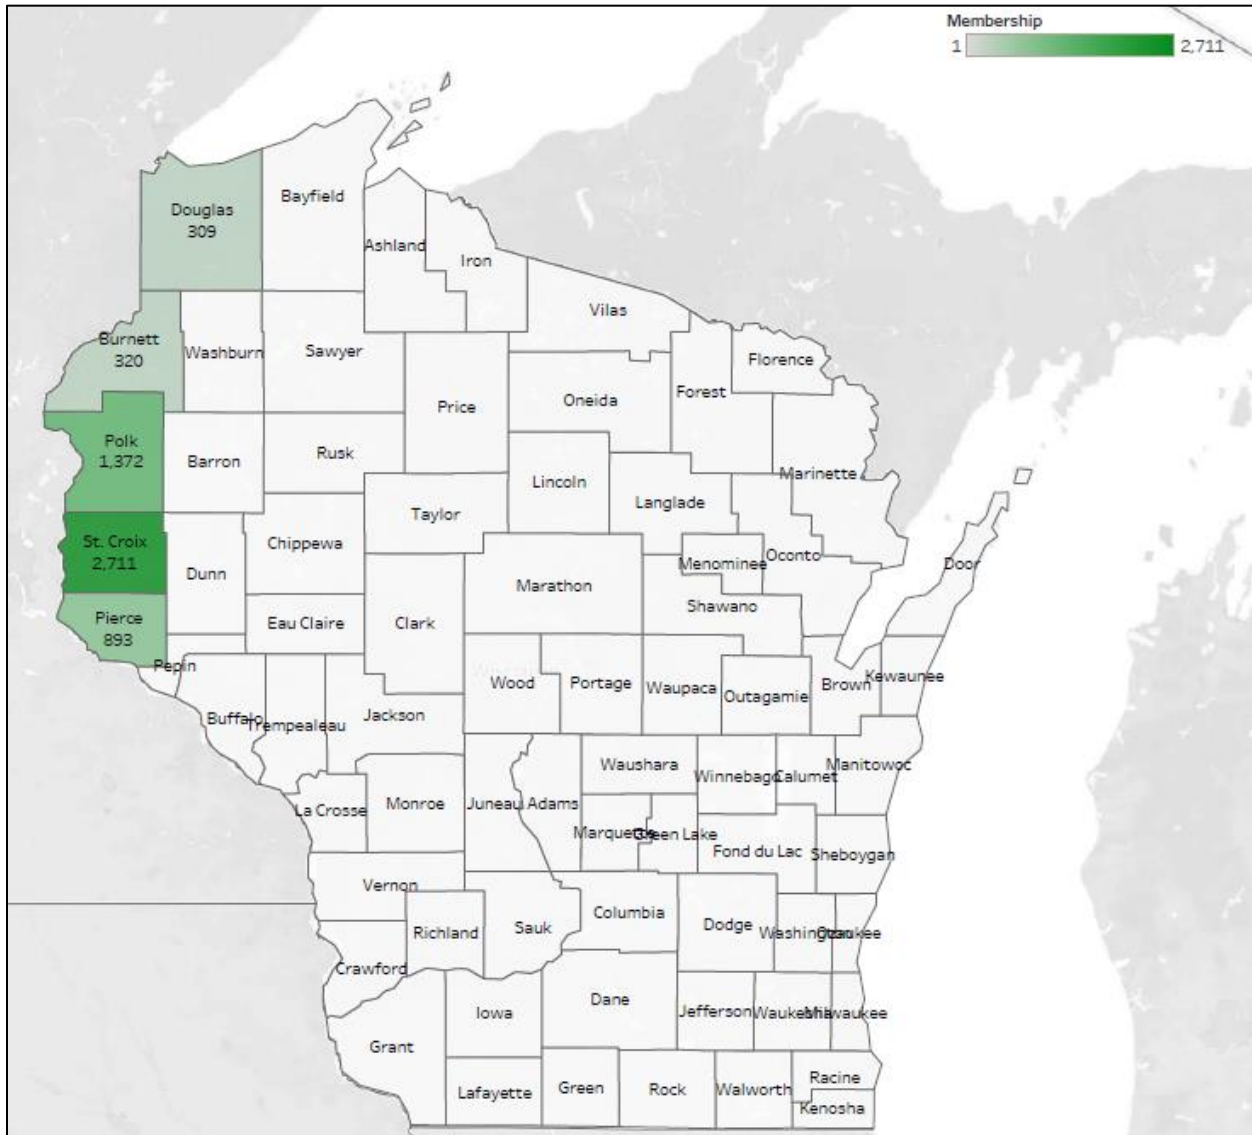 Membership
1
2,711
Douglas
309
Bayfield
Ashland
Iron
Vilas
Burnett
320
Washburn
Sawyer
Florence
Forest
Oneida
Price
Polk
1,372
Barron
Rusk
Lincoln
Langlade
Marinette
Taylor
St. Croix
2,711
Dunn
Chippewa
Marathon
Menominee
Oconto
Door
Shawano
Pierce
893
Eau Claire
Clark
Pepin
Wood
Portage
Waupaca
Outagamie
Brown
Kewaunee
Buffalo
Trempealeau
Jackson
Waushara
Winnebago
Calumet
Manitowoc
La Crosse
Monroe
Juneau
Adams
Marquette
Green Lake
Fond du Lac
Sheboygan
Vernon
Richland
Sauk
Columbia
Dodge
Washington
Ozaukee
Crawford
Dane
Iowa
Jefferson
Waukesha
Milwaukee
Grant
Lafayette
Green
Rock
Walworth
Racine
Kenosha